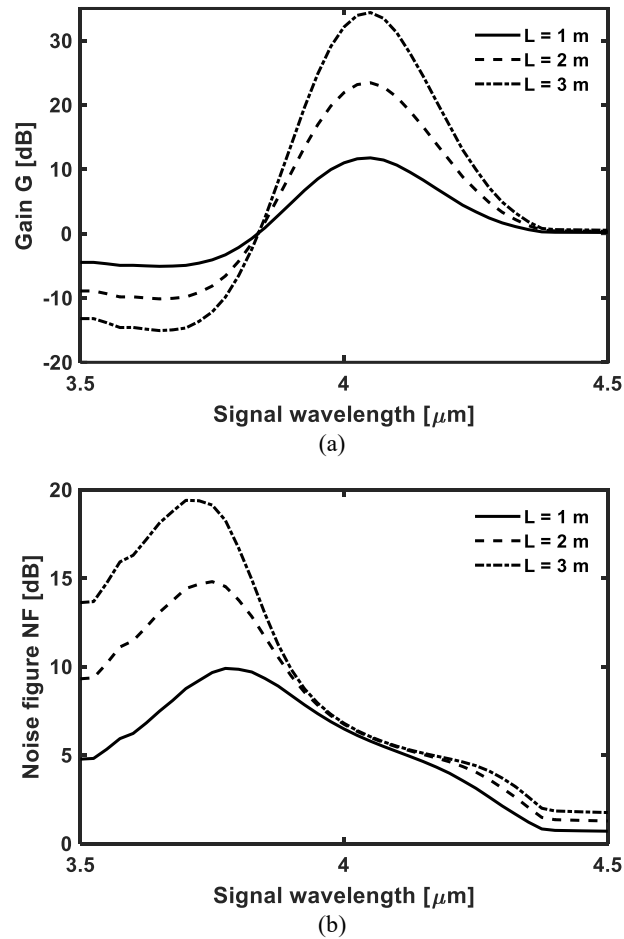 30
20
10
0
-10
-20
Gain G [dB]
L = 1 m
L = 2 m
L = 3 m
3.5
4
4.5
Signal wavelength [μm]
(a)
20
15
10
5
0
Noise figure NF [dB]
L = 1 m
L = 2 m
L = 3 m
3.5
4
4.5
Signal wavelength [μm]
(b)